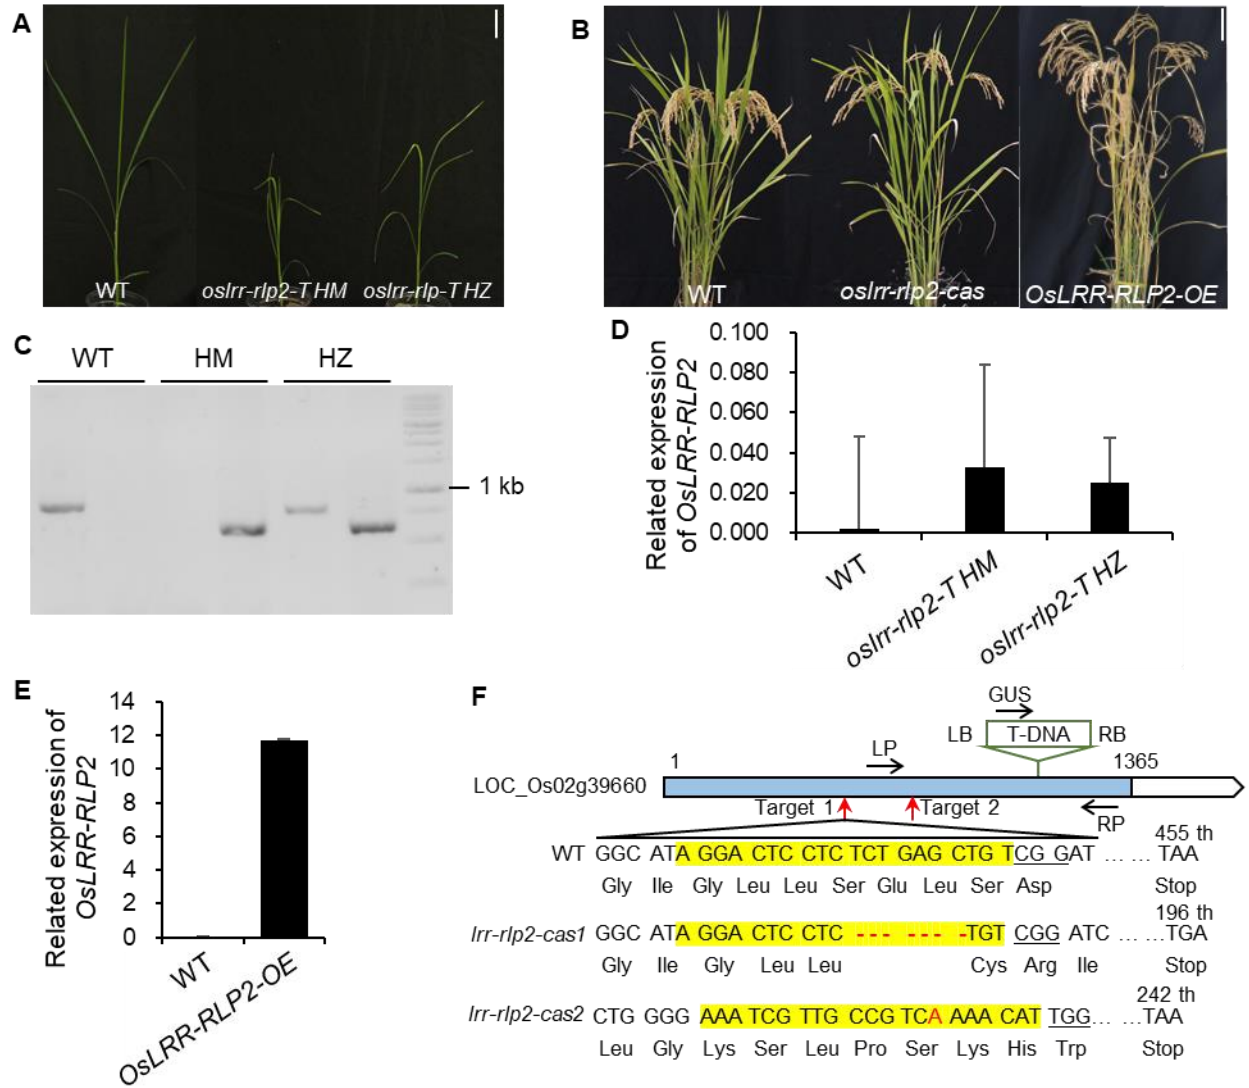 A
WT
oslrr-rlp2-T HM
oslrr-rlp-T HZ
B
WT
oslrr-rlp2-cas
OsLRR-RLP2-OE
C
WT HM HZ
1 kb
D
Related expression
of OsLRR-RLP2
0.100
0.080
0.060
0.040
0.020
0.000
WT
oslrr-rlp2-T HM
oslrr-rlp2-T HZ
E
Related expression of
OsLRR-RLP2
14
12
10
8
6
4
2
0
WT
OsLRR-RLP2-OE
F
GUS
LB T-DNA RB
LP
1 1365
LOC_Os02g39660
Target 1 Target 2
RP
455 th
WT GGC ATA GGA CTC CTC TCT GAG CTG TCG GAT ... ... TAA
Gly Ile Gly Leu Leu Ser Glu Leu Ser Asp Stop
196 th
lrr-rlp2-cas1 GGC ATA GGA CTC CTC --- --- -TGT CGG ATC ... ... TGA
Gly Ile Gly Leu Leu Cys Arg Ile Stop
242 th
lrr-rlp2-cas2 CTG GGG AAA TCG TTG CCG TCA AAA CAT TGG... ...TAA
Leu Gly Lys Ser Leu Pro Ser Lys His Trp Stop